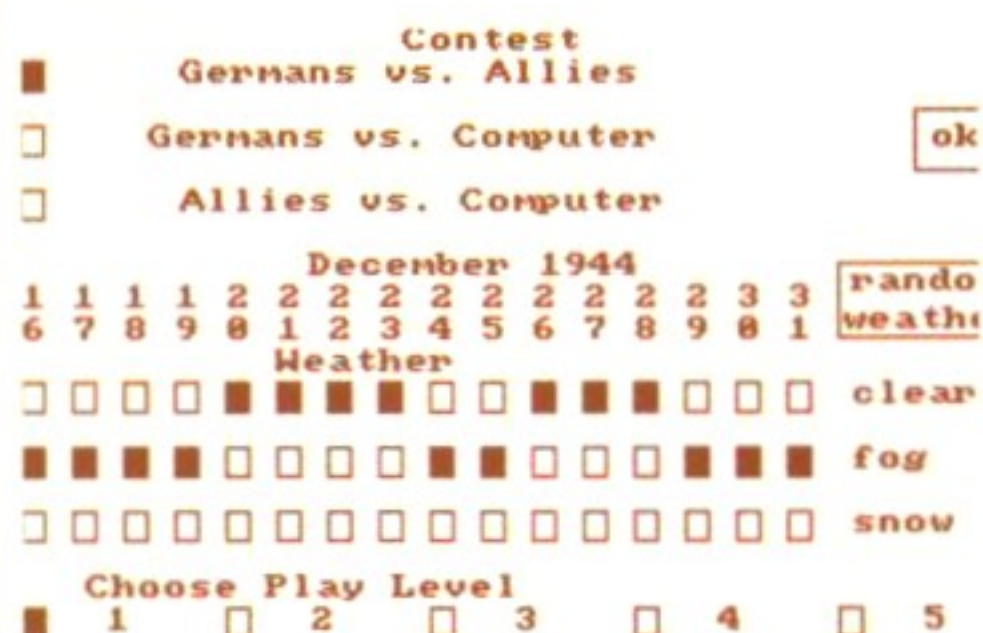 Contest
Germans vs. Allies
Germans vs. Computer ok
Allies vs. Computer
December 1944
1 1 1 1 2 2 2 2 2 2 2 2 2 2 3 3 rando
6 7 8 9 0 1 2 3 4 5 6 7 8 9 0 1 weathe
Weather
clear
fog
snow
Choose Play Level
1 2 3 4 5